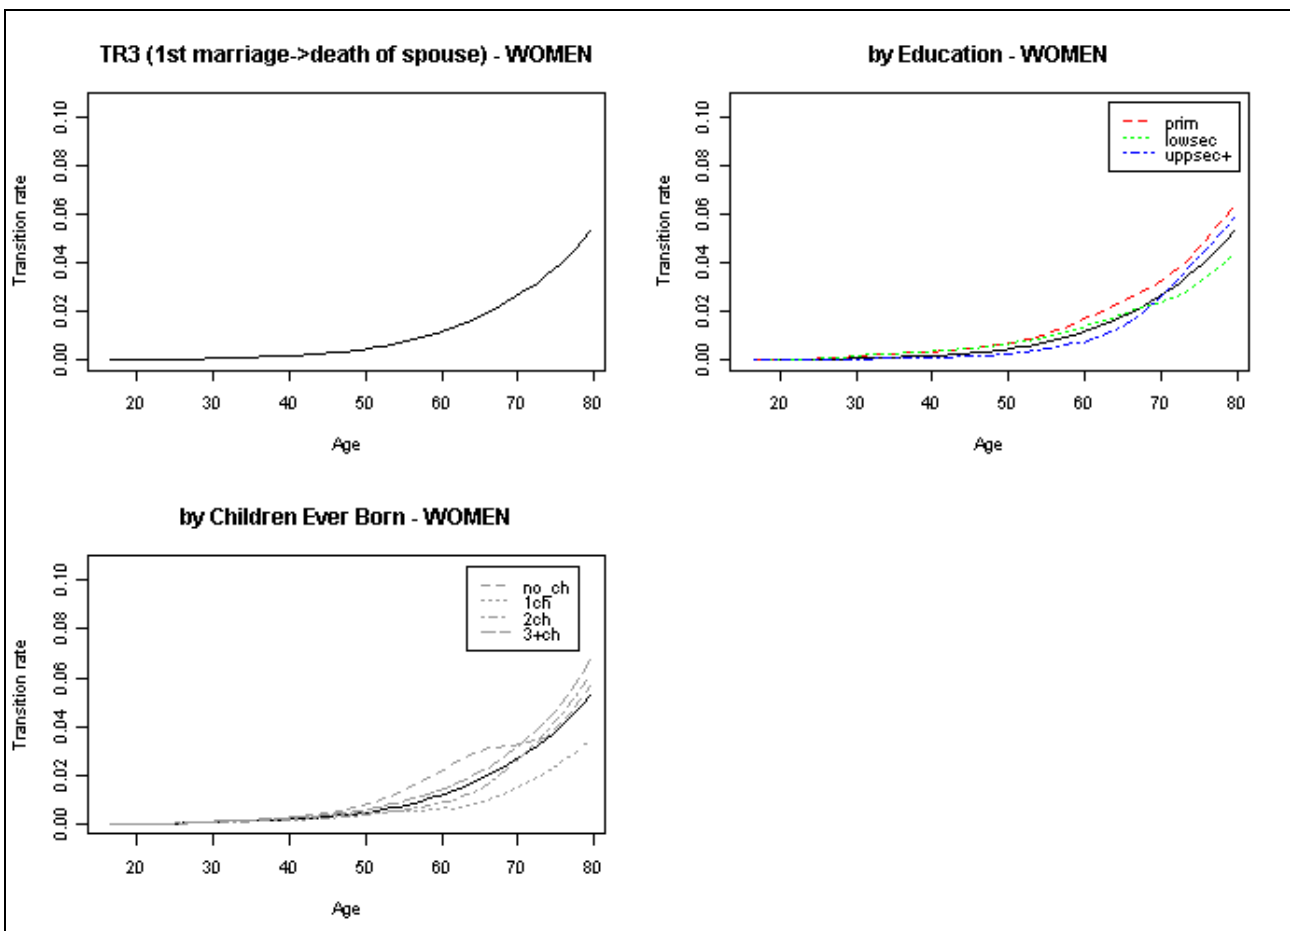 TR3 (1st marriage->death of spouse) - WOMEN
Transition rate
0.00 0.02 0.04 0.06 0.08 0.10
20 30 40 50 60 70 80
Age
by Education - WOMEN
prim
lowsec
uppsec+
Transition rate
0.00 0.02 0.04 0.06 0.08 0.10
20 30 40 50 60 70 80
Age
by Children Ever Born - WOMEN
no_ch
1ch
2ch
3+ch
Transition rate
0.00 0.02 0.04 0.06 0.08 0.10
20 30 40 50 60 70 80
Age